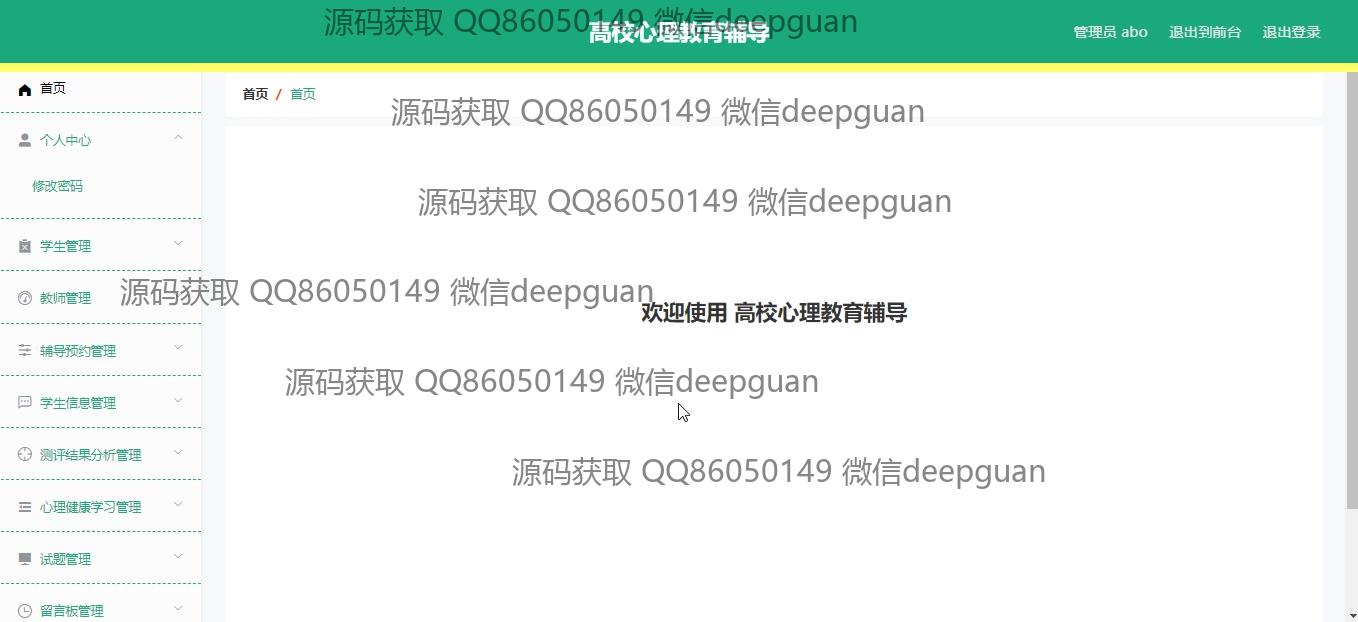 源码获取 QQ86050149 微信deepguan
高校心理教育辅导
管理员 abo 退出到前台 退出登录
首页
首页 / 首页
源码获取 QQ86050149 微信deepguan
个人中心
修改密码
源码获取 QQ86050149 微信deepguan
学生管理
教师管理
源码获取 QQ86050149 微信deepguan
欢迎使用 高校心理教育辅导
辅导预约管理
源码获取 QQ86050149 微信deepguan
学生信息管理
测评结果分析管理
源码获取 QQ86050149 微信deepguan
心理健康学习管理
试题管理
留言板管理